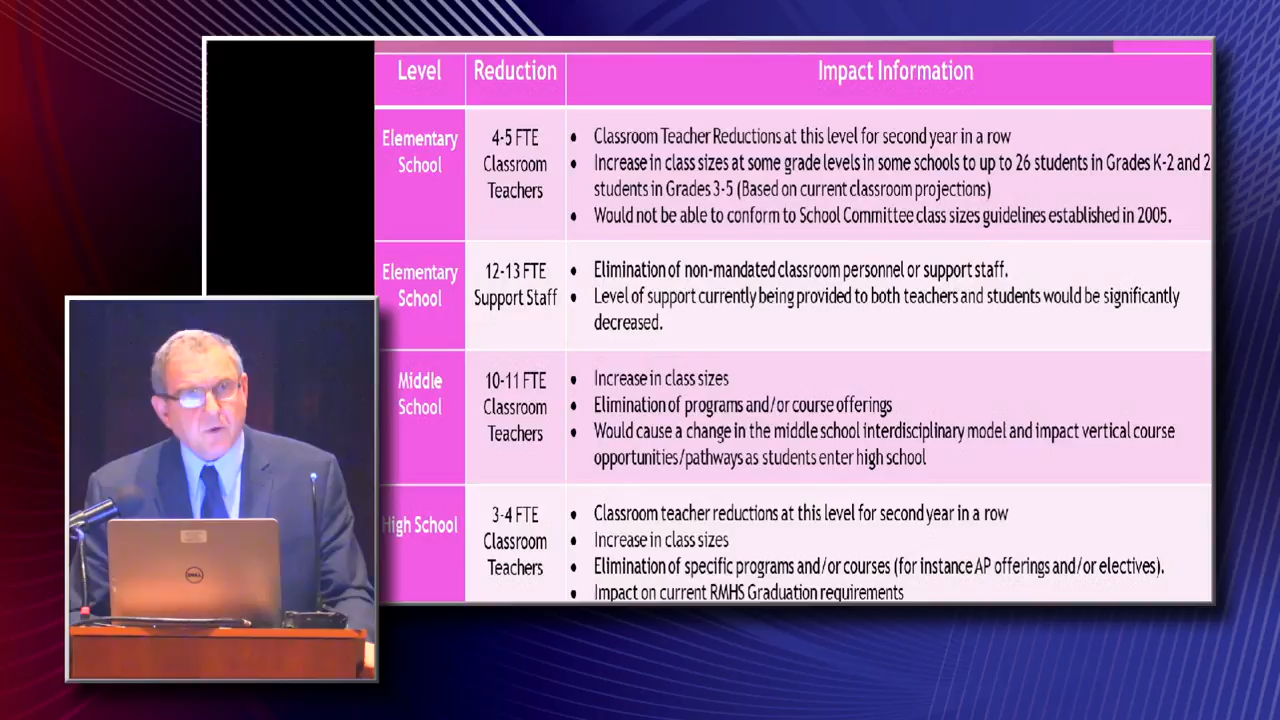 Level Reduction Impact Information
Elementary School
4-5 FTE
Classroom
Teachers
• Classroom Teacher Reductions at this level for second year in a row
• Increase in class sizes at some grade levels in some schools to up to 26 students in Grades K-2 and 2
students in Grades 3-5 (Based on current classroom projections)
• Would not be able to conform to School Committee class sizes guidelines established in 2005.
Elementary School
12-13 FTE
Support Staff
• Elimination of non-mandated classroom personnel or support staff.
• Level of support currently being provided to both teachers and students would be significantly
decreased.
Middle School
10-11 FTE
Classroom
Teachers
• Increase in class sizes
• Elimination of programs and/or course offerings
• Would cause a change in the middle school interdisciplinary model and impact vertical course
opportunities/pathways as students enter high school
High School
3-4 FTE
Classroom
Teachers
• Classroom teacher reductions at this level for second year in a row
• Increase in class sizes
• Elimination of specific programs and/or courses (for instance AP offerings and/or electives).
• Impact on current RMHS Graduation requirements
DELL